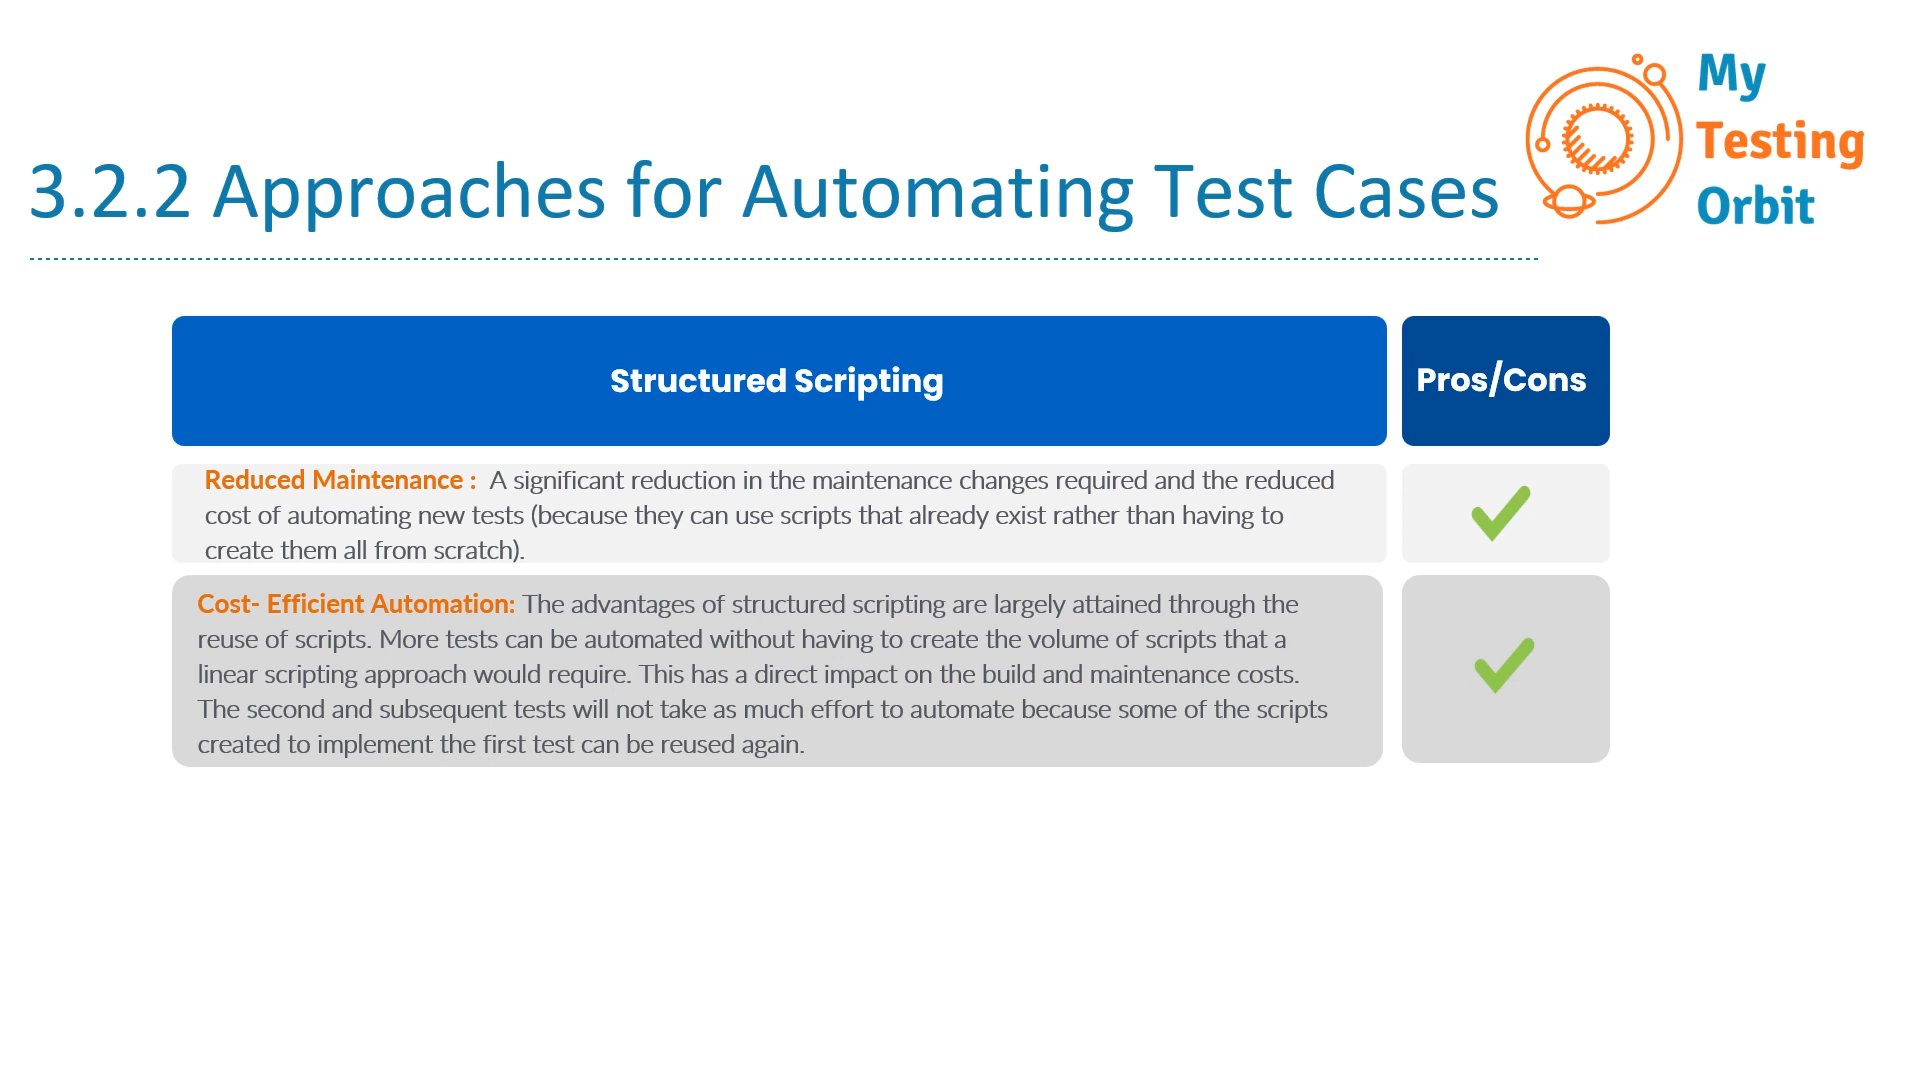 My
Testing
Orbit
3.2.2 Approaches for Automating Test Cases
Structured Scripting
Pros/Cons
Reduced Maintenance :  A significant reduction in the maintenance changes required and the reduced
cost of automating new tests (because they can use scripts that already exist rather than having to
create them all from scratch).
Cost- Efficient Automation: The advantages of structured scripting are largely attained through the
reuse of scripts. More tests can be automated without having to create the volume of scripts that a
linear scripting approach would require. This has a direct impact on the build and maintenance costs.
The second and subsequent tests will not take as much effort to automate because some of the scripts
created to implement the first test can be reused again.